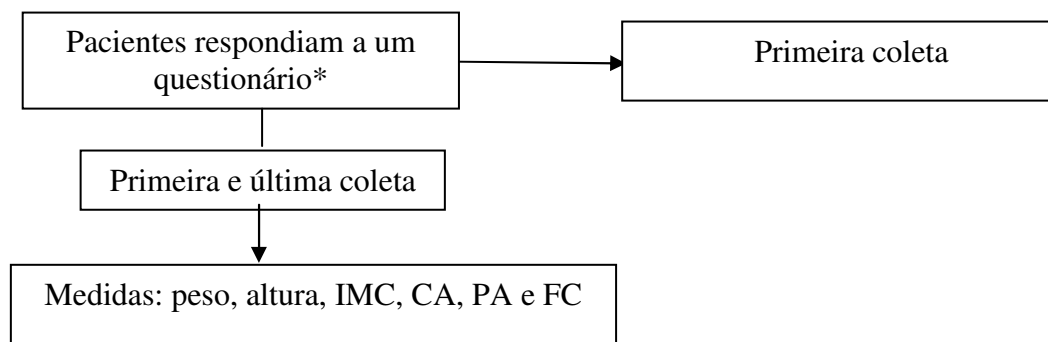 Pacientes respondiam a um
questionário*
Primeira coleta
Primeira e última coleta
Medidas: peso, altura, IMC, CA, PA e FC